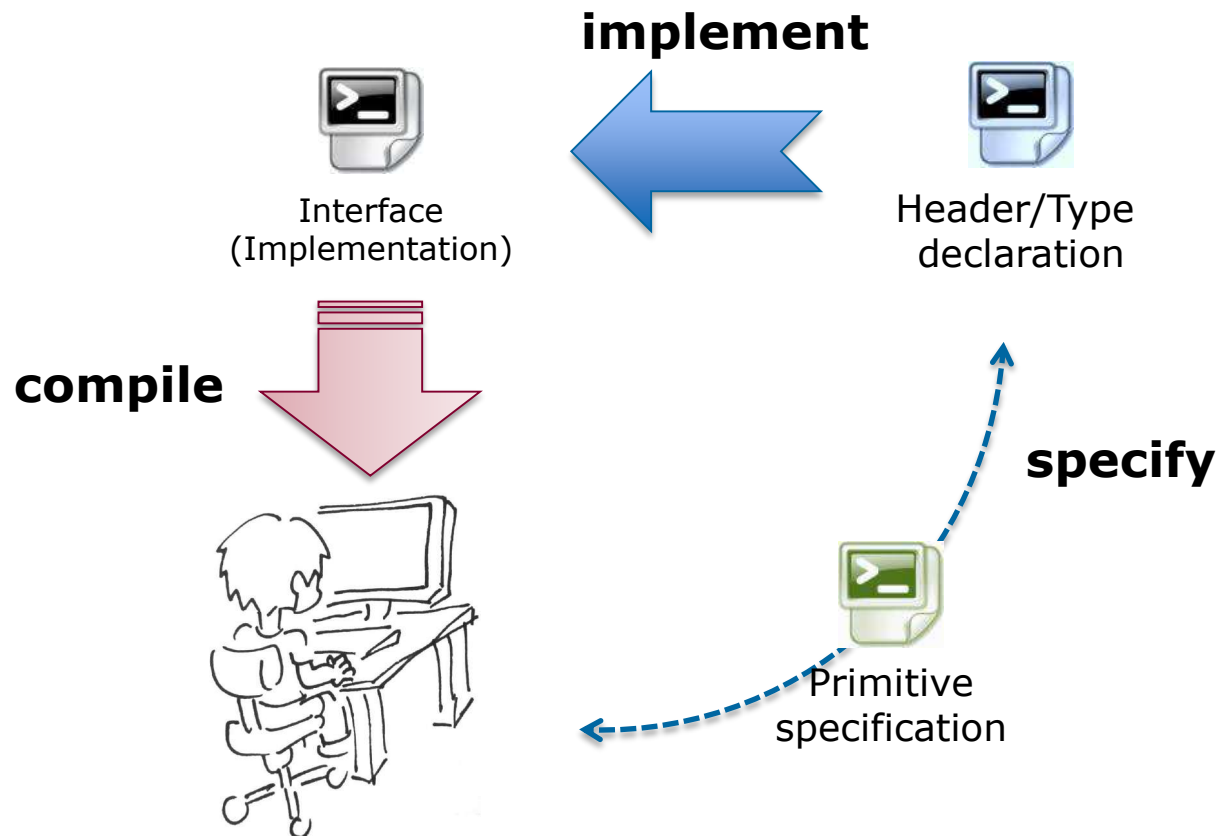 implement
Interface
(Implementation)
Header/Type
declaration
compile
specify
Primitive
specification